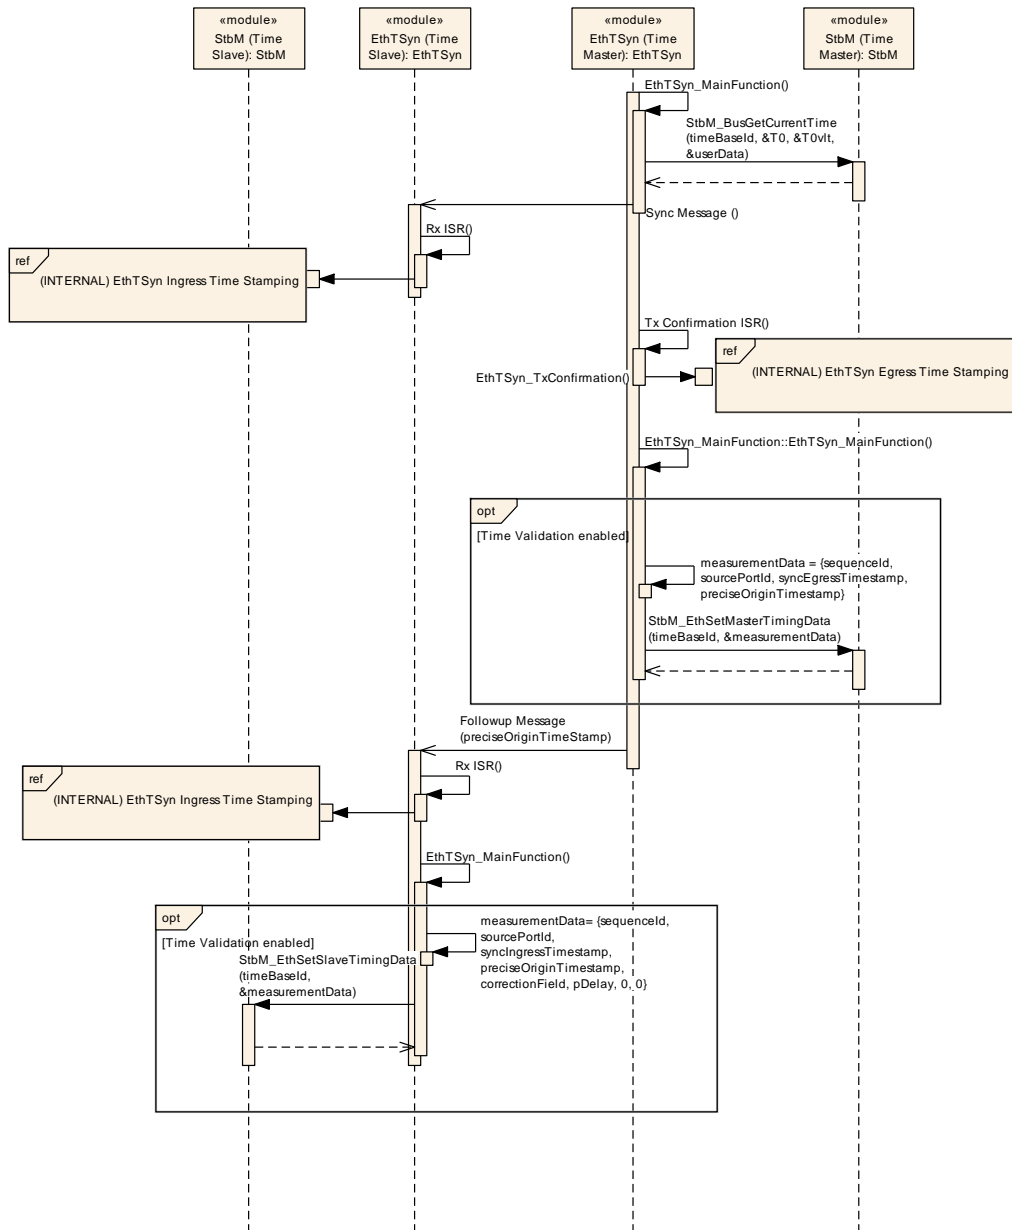 «module»
StbM (Time
Slave): StbM
«module»
EthTSyn (Time
Slave): EthTSyn
«module»
EthTSyn (Time
Master): EthTSyn
«module»
StbM (Time
Master): StbM
EthTSyn_MainFunction()
StbM_BusGetCurrentTime
(timeBaseId, &T0, &T0vlt,
&userData)
Sync Message ()
Rx ISR()
ref
(INTERNAL) EthTSyn Ingress Time Stamping
Tx Confirmation ISR()
ref
(INTERNAL) EthTSyn Egress Time Stamping
EthTSyn_TxConfirmation()
EthTSyn_MainFunction::EthTSyn_MainFunction()
opt
[Time Validation enabled]
measurementData = {sequenceId,
sourcePortId, syncEgressTimestamp,
preciseOriginTimestamp}
StbM_EthSetMasterTimingData
(timeBaseId, &measurementData)
Followup Message
(preciseOriginTimeStamp)
Rx ISR()
ref
(INTERNAL) EthTSyn Ingress Time Stamping
EthTSyn_MainFunction()
opt
[Time Validation enabled]
measurementData= {sequenceId,
sourcePortId,
syncIngressTimestamp,
preciseOriginTimestamp,
correctionField, pDelay, 0, 0}
StbM_EthSetSlaveTimingData
(timeBaseId,
&measurementData)